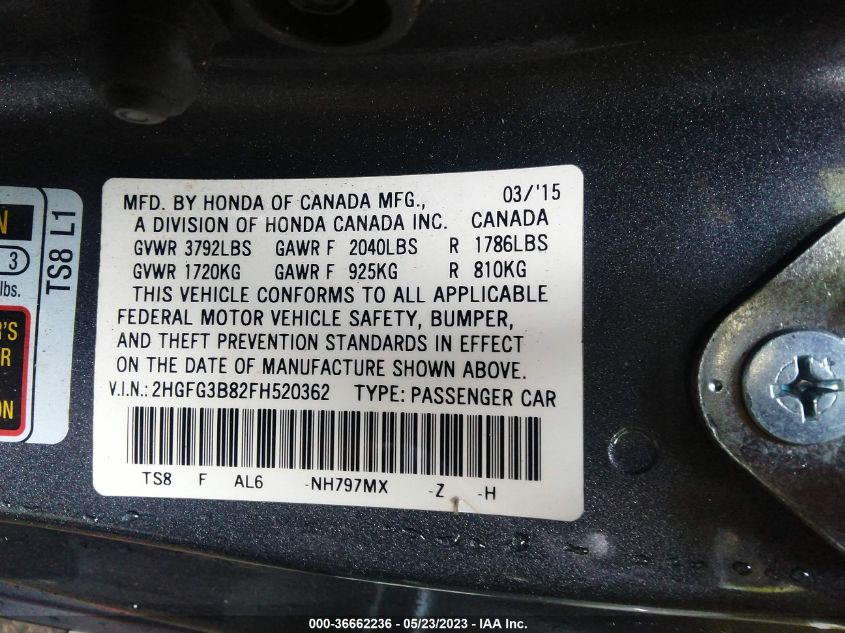 MFD. BY HONDA OF CANADA MFG., 03/'15
A DIVISION OF HONDA CANADA INC. CANADA
GVWR 3792LBS GAWR F 2040LBS R 1786LBS
GVWR 1720KG GAWR F 925KG R 810KG
THIS VEHICLE CONFORMS TO ALL APPLICABLE
FEDERAL MOTOR VEHICLE SAFETY, BUMPER,
AND THEFT PREVENTION STANDARDS IN EFFECT
ON THE DATE OF MANUFACTURE SHOWN ABOVE.
V.I.N.: 2HGFG3B82FH520362 TYPE: PASSENGER CAR
TS8 F AL6 -NH797MX -Z -H
TS8 L1
N
3
lbs.
R'S
R
ON
000-36662236 - 05/23/2023 - IAA Inc.